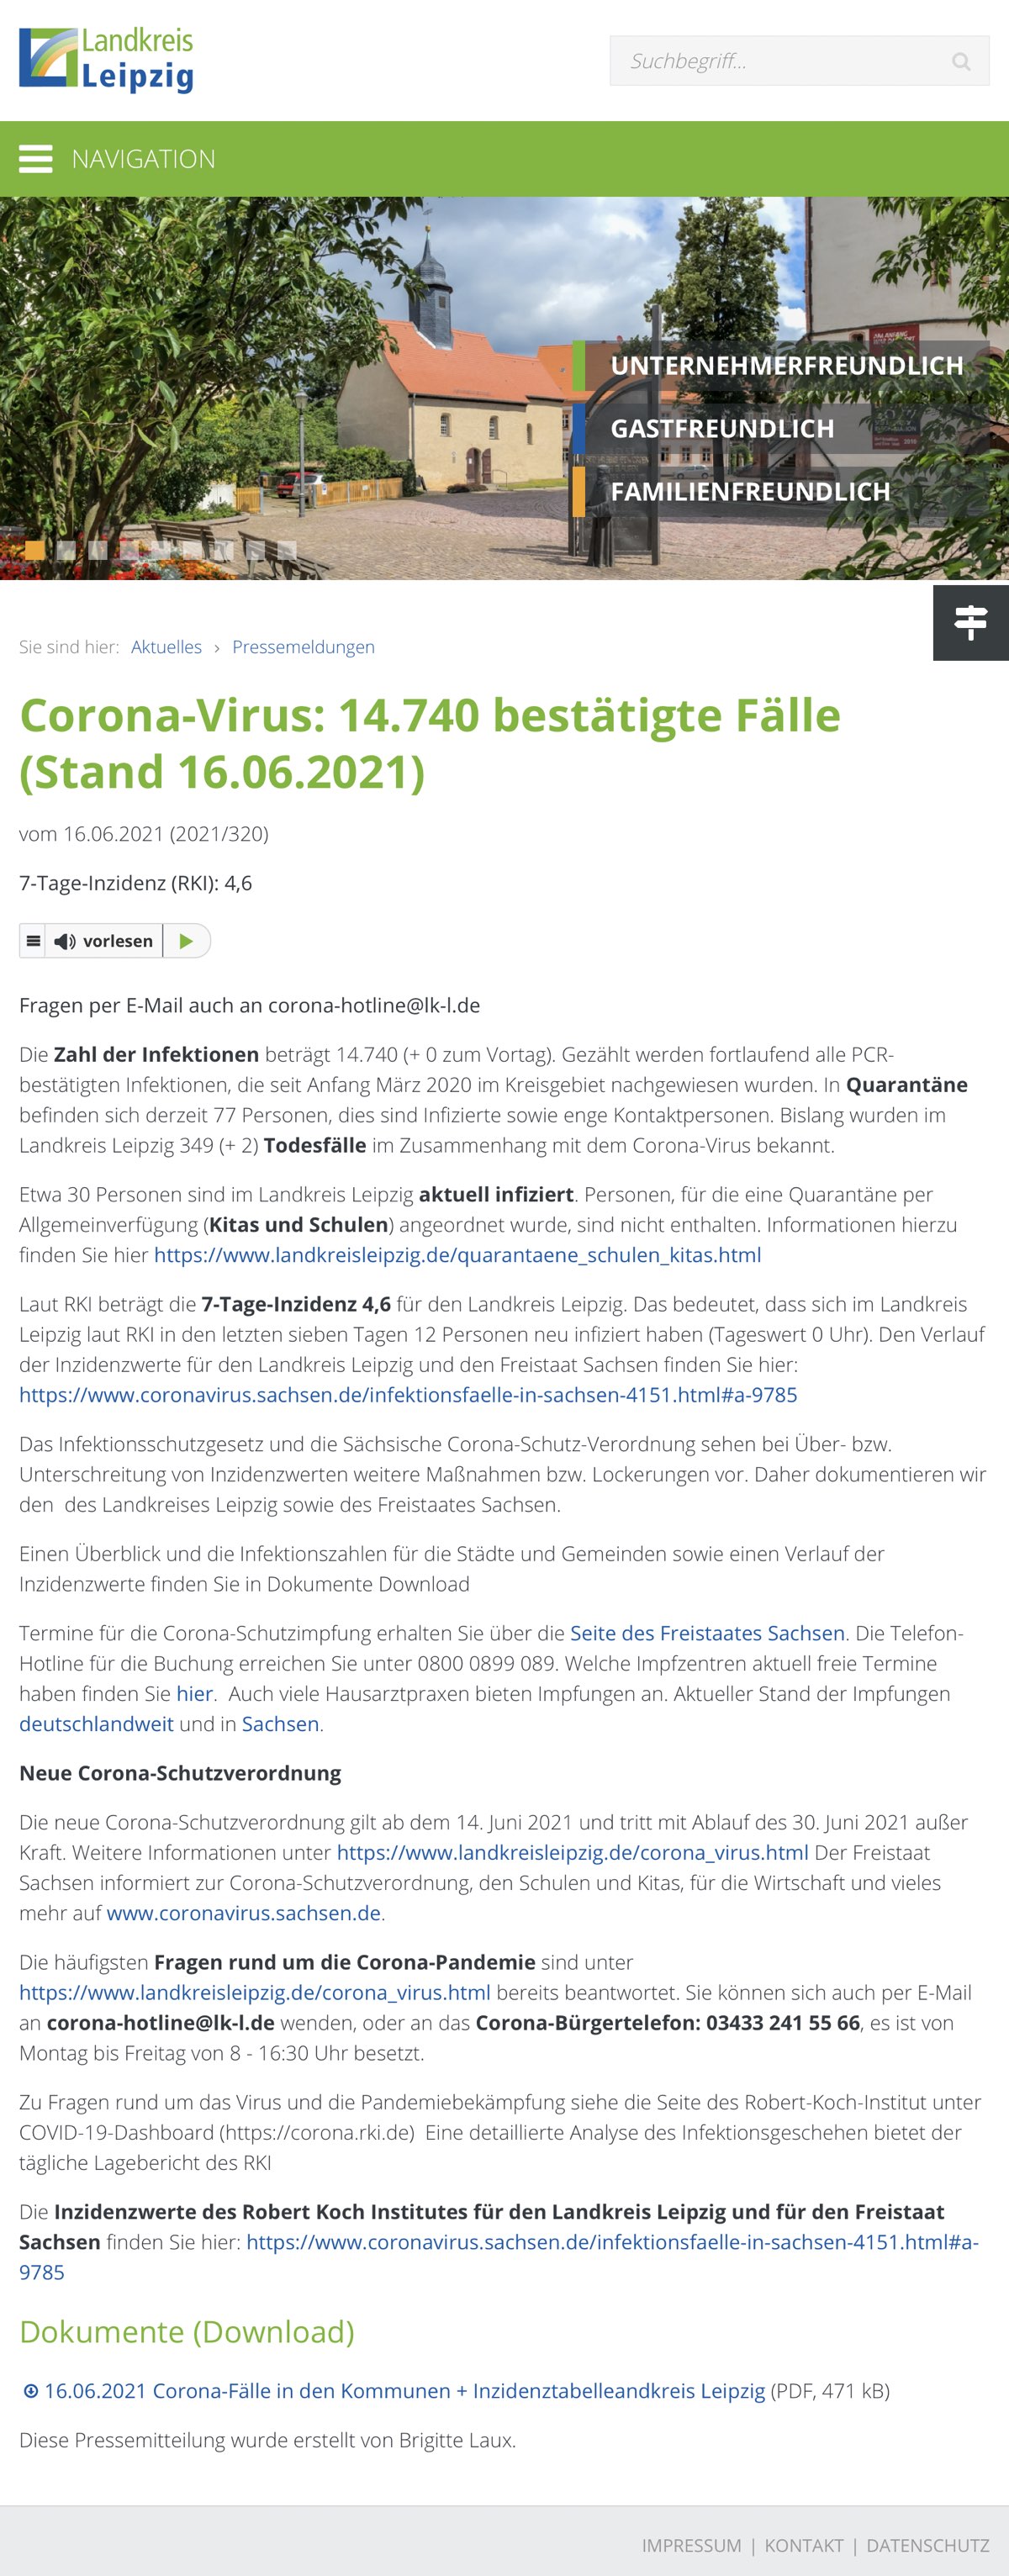 Landkreis
Leipzig
Suchbegriff...
NAVIGATION
UNTERNEHMERFREUNDLICH
GASTFREUNDLICH
FAMILIENFREUNDLICH
Sie sind hier: Aktuelles › Pressemeldungen
Corona-Virus: 14.740 bestätigte Fälle
(Stand 16.06.2021)
vom 16.06.2021 (2021/320)
7-Tage-Inzidenz (RKI): 4,6
vorlesen
Fragen per E-Mail auch an corona-hotline@lk-l.de
Die Zahl der Infektionen beträgt 14.740 (+ 0 zum Vortag). Gezählt werden fortlaufend alle PCR-
bestätigten Infektionen, die seit Anfang März 2020 im Kreisgebiet nachgewiesen wurden. In Quarantäne
befinden sich derzeit 77 Personen, dies sind Infizierte sowie enge Kontaktpersonen. Bislang wurden im
Landkreis Leipzig 349 (+ 2) Todesfälle im Zusammenhang mit dem Corona-Virus bekannt.
Etwa 30 Personen sind im Landkreis Leipzig aktuell infiziert. Personen, für die eine Quarantäne per
Allgemeinverfügung (Kitas und Schulen) angeordnet wurde, sind nicht enthalten. Informationen hierzu
finden Sie hier https://www.landkreisleipzig.de/quarantaene_schulen_kitas.html
Laut RKI beträgt die 7-Tage-Inzidenz 4,6 für den Landkreis Leipzig. Das bedeutet, dass sich im Landkreis
Leipzig laut RKI in den letzten sieben Tagen 12 Personen neu infiziert haben (Tageswert 0 Uhr). Den Verlauf
der Inzidenzwerte für den Landkreis Leipzig und den Freistaat Sachsen finden Sie hier:
https://www.coronavirus.sachsen.de/infektionsfaelle-in-sachsen-4151.html#a-9785
Das Infektionsschutzgesetz und die Sächsische Corona-Schutz-Verordnung sehen bei Über- bzw.
Unterschreitung von Inzidenzwerten weitere Maßnahmen bzw. Lockerungen vor. Daher dokumentieren wir
den  des Landkreises Leipzig sowie des Freistaates Sachsen.
Einen Überblick und die Infektionszahlen für die Städte und Gemeinden sowie einen Verlauf der
Inzidenzwerte finden Sie in Dokumente Download
Termine für die Corona-Schutzimpfung erhalten Sie über die Seite des Freistaates Sachsen. Die Telefon-
Hotline für die Buchung erreichen Sie unter 0800 0899 089. Welche Impfzentren aktuell freie Termine
haben finden Sie hier.  Auch viele Hausarztpraxen bieten Impfungen an. Aktueller Stand der Impfungen
deutschlandweit und in Sachsen.
Neue Corona-Schutzverordnung
Die neue Corona-Schutzverordnung gilt ab dem 14. Juni 2021 und tritt mit Ablauf des 30. Juni 2021 außer
Kraft. Weitere Informationen unter https://www.landkreisleipzig.de/corona_virus.html Der Freistaat
Sachsen informiert zur Corona-Schutzverordnung, den Schulen und Kitas, für die Wirtschaft und vieles
mehr auf www.coronavirus.sachsen.de.
Die häufigsten Fragen rund um die Corona-Pandemie sind unter
https://www.landkreisleipzig.de/corona_virus.html bereits beantwortet. Sie können sich auch per E-Mail
an corona-hotline@lk-l.de wenden, oder an das Corona-Bürgertelefon: 03433 241 55 66, es ist von
Montag bis Freitag von 8 - 16:30 Uhr besetzt.
Zu Fragen rund um das Virus und die Pandemiebekämpfung siehe die Seite des Robert-Koch-Institut unter
COVID-19-Dashboard (https://corona.rki.de)  Eine detaillierte Analyse des Infektionsgeschehen bietet der
tägliche Lagebericht des RKI
Die Inzidenzwerte des Robert Koch Institutes für den Landkreis Leipzig und für den Freistaat
Sachsen finden Sie hier: https://www.coronavirus.sachsen.de/infektionsfaelle-in-sachsen-4151.html#a-
9785
Dokumente (Download)
16.06.2021 Corona-Fälle in den Kommunen + Inzidenztabelleandkreis Leipzig (PDF, 471 kB)
Diese Pressemitteilung wurde erstellt von Brigitte Laux.
IMPRESSUM | KONTAKT | DATENSCHUTZ